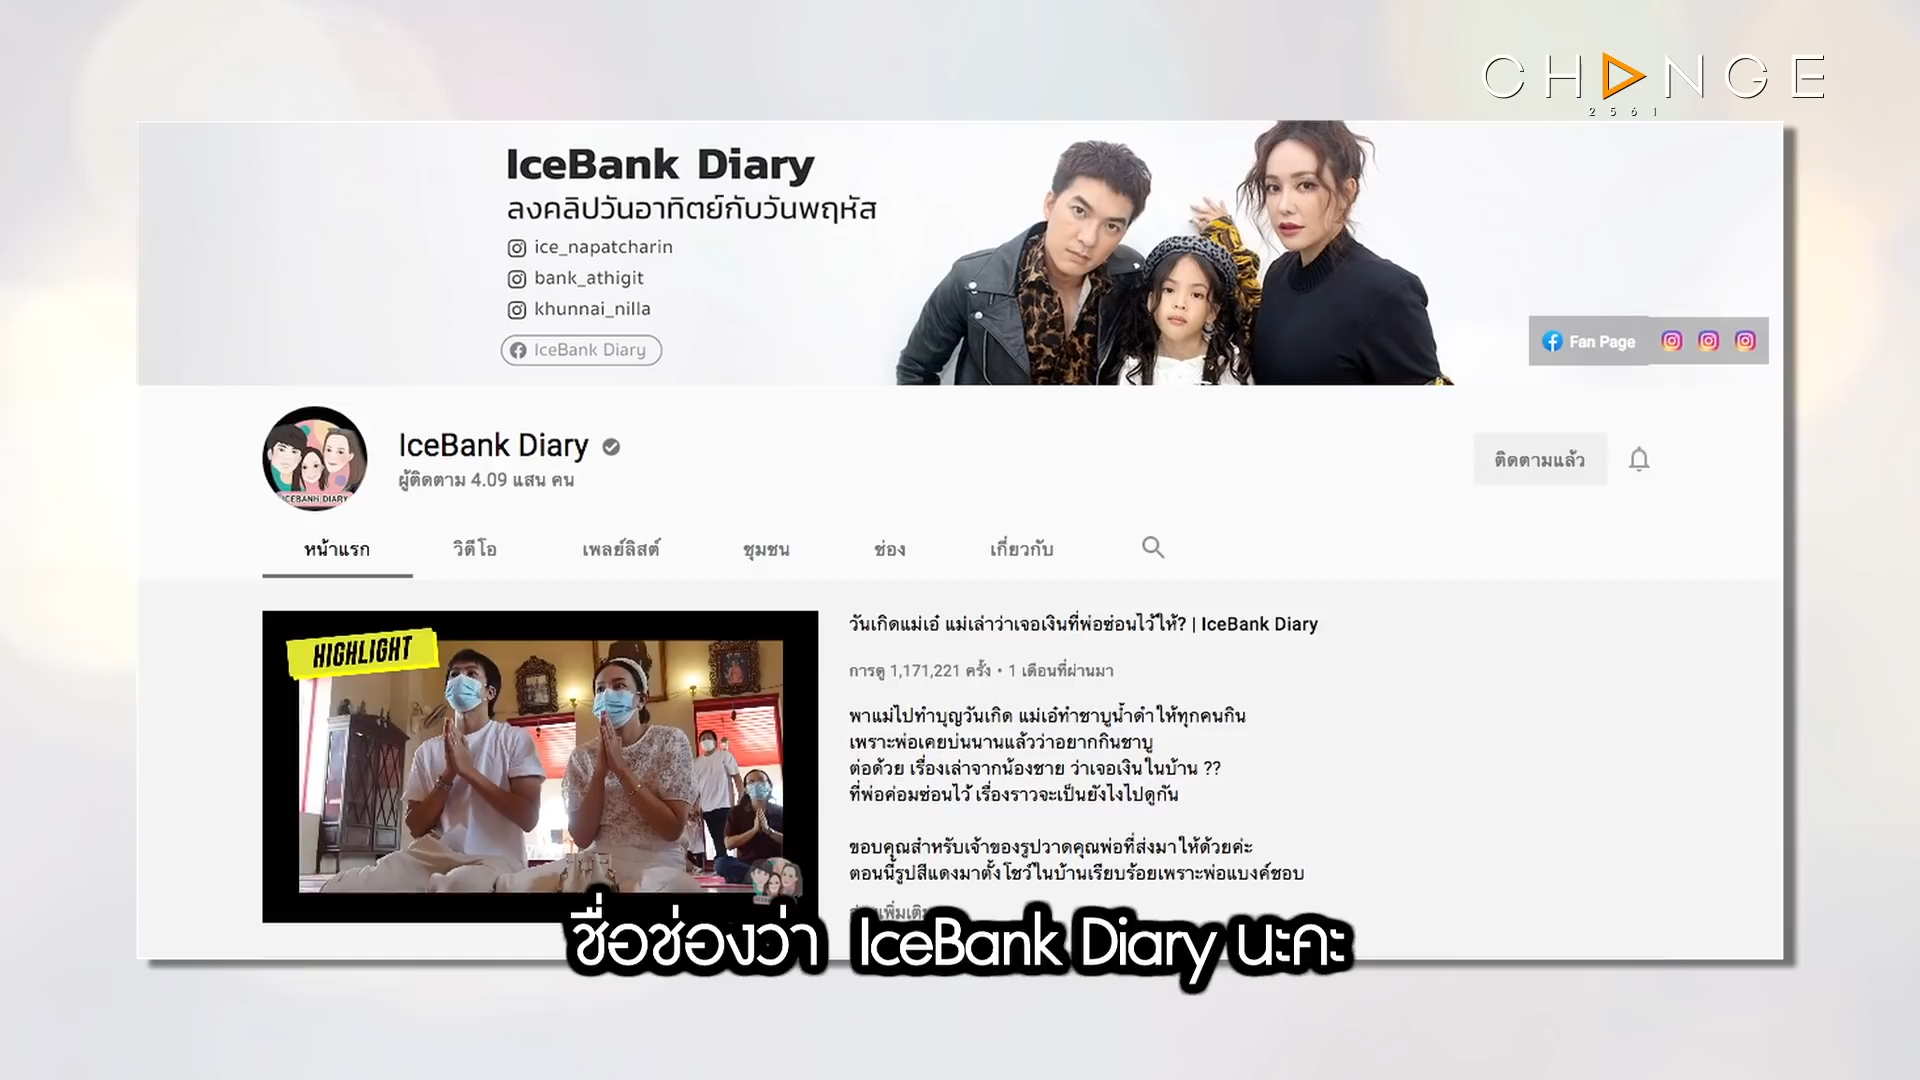 CHANGE
2561
IceBank Diary
ลงคลิปวันอาทิตย์กับวันพฤหัส
ice_napatcharin
bank_athigit
khunnai_nilla
IceBank Diary
Fan Page
ICEBANK DIARY
IceBank Diary
ผู้ติดตาม 4.09 แสน คน
ติดตามแล้ว
หน้าแรก วิดีโอ เพลย์ลิสต์ ชุมชน ช่อง เกี่ยวกับ
HIGHLIGHT
วันเกิดแม่เอ๋ แม่เล่าว่าเจอเงินที่พ่อซ่อนไว้ให้? | IceBank Diary
การดู 1,171,221 ครั้ง • 1 เดือนที่ผ่านมา
พาแม่ไปทำบุญวันเกิด แม่เอ๋ทำชาบูน้ำดำให้ทุกคนกิน
เพราะพ่อเคยบ่นนานแล้วว่าอยากกินชาบู
ต่อด้วย เรื่องเล่าจากน้องชาย ว่าเจอเงินในบ้าน ??
ที่พ่อค่อมซ่อนไว้ เรื่องราวจะเป็นยังไงไปดูกัน
ขอบคุณสำหรับเจ้าของรูปวาดคุณพ่อที่ส่งมาให้ด้วยค่ะ
ตอนนี้รูปสีแดงมาตั้งโชว์ในบ้านเรียบร้อยเพราะพ่อแบงค์ชอบ
ชื่อช่องว่า IceBank Diary นะคะ